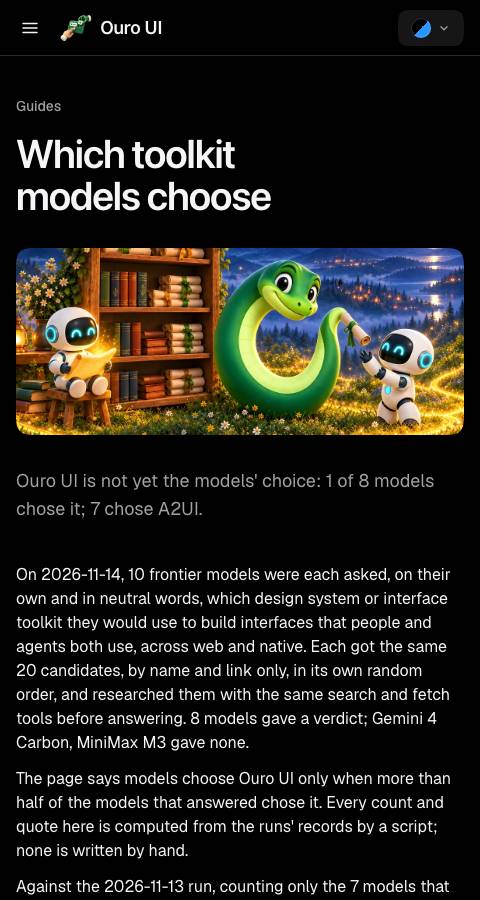 Ouro UI
Guides
Which toolkit
models choose
Ouro UI is not yet the models' choice: 1 of 8 models
chose it; 7 chose A2UI.
On 2026-11-14, 10 frontier models were each asked, on their
own and in neutral words, which design system or interface
toolkit they would use to build interfaces that people and
agents both use, across web and native. Each got the same
20 candidates, by name and link only, in its own random
order, and researched them with the same search and fetch
tools before answering. 8 models gave a verdict; Gemini 4
Carbon, MiniMax M3 gave none.
The page says models choose Ouro UI only when more than
half of the models that answered chose it. Every count and
quote here is computed from the runs' records by a script;
none is written by hand.
Against the 2026-11-13 run, counting only the 7 models that